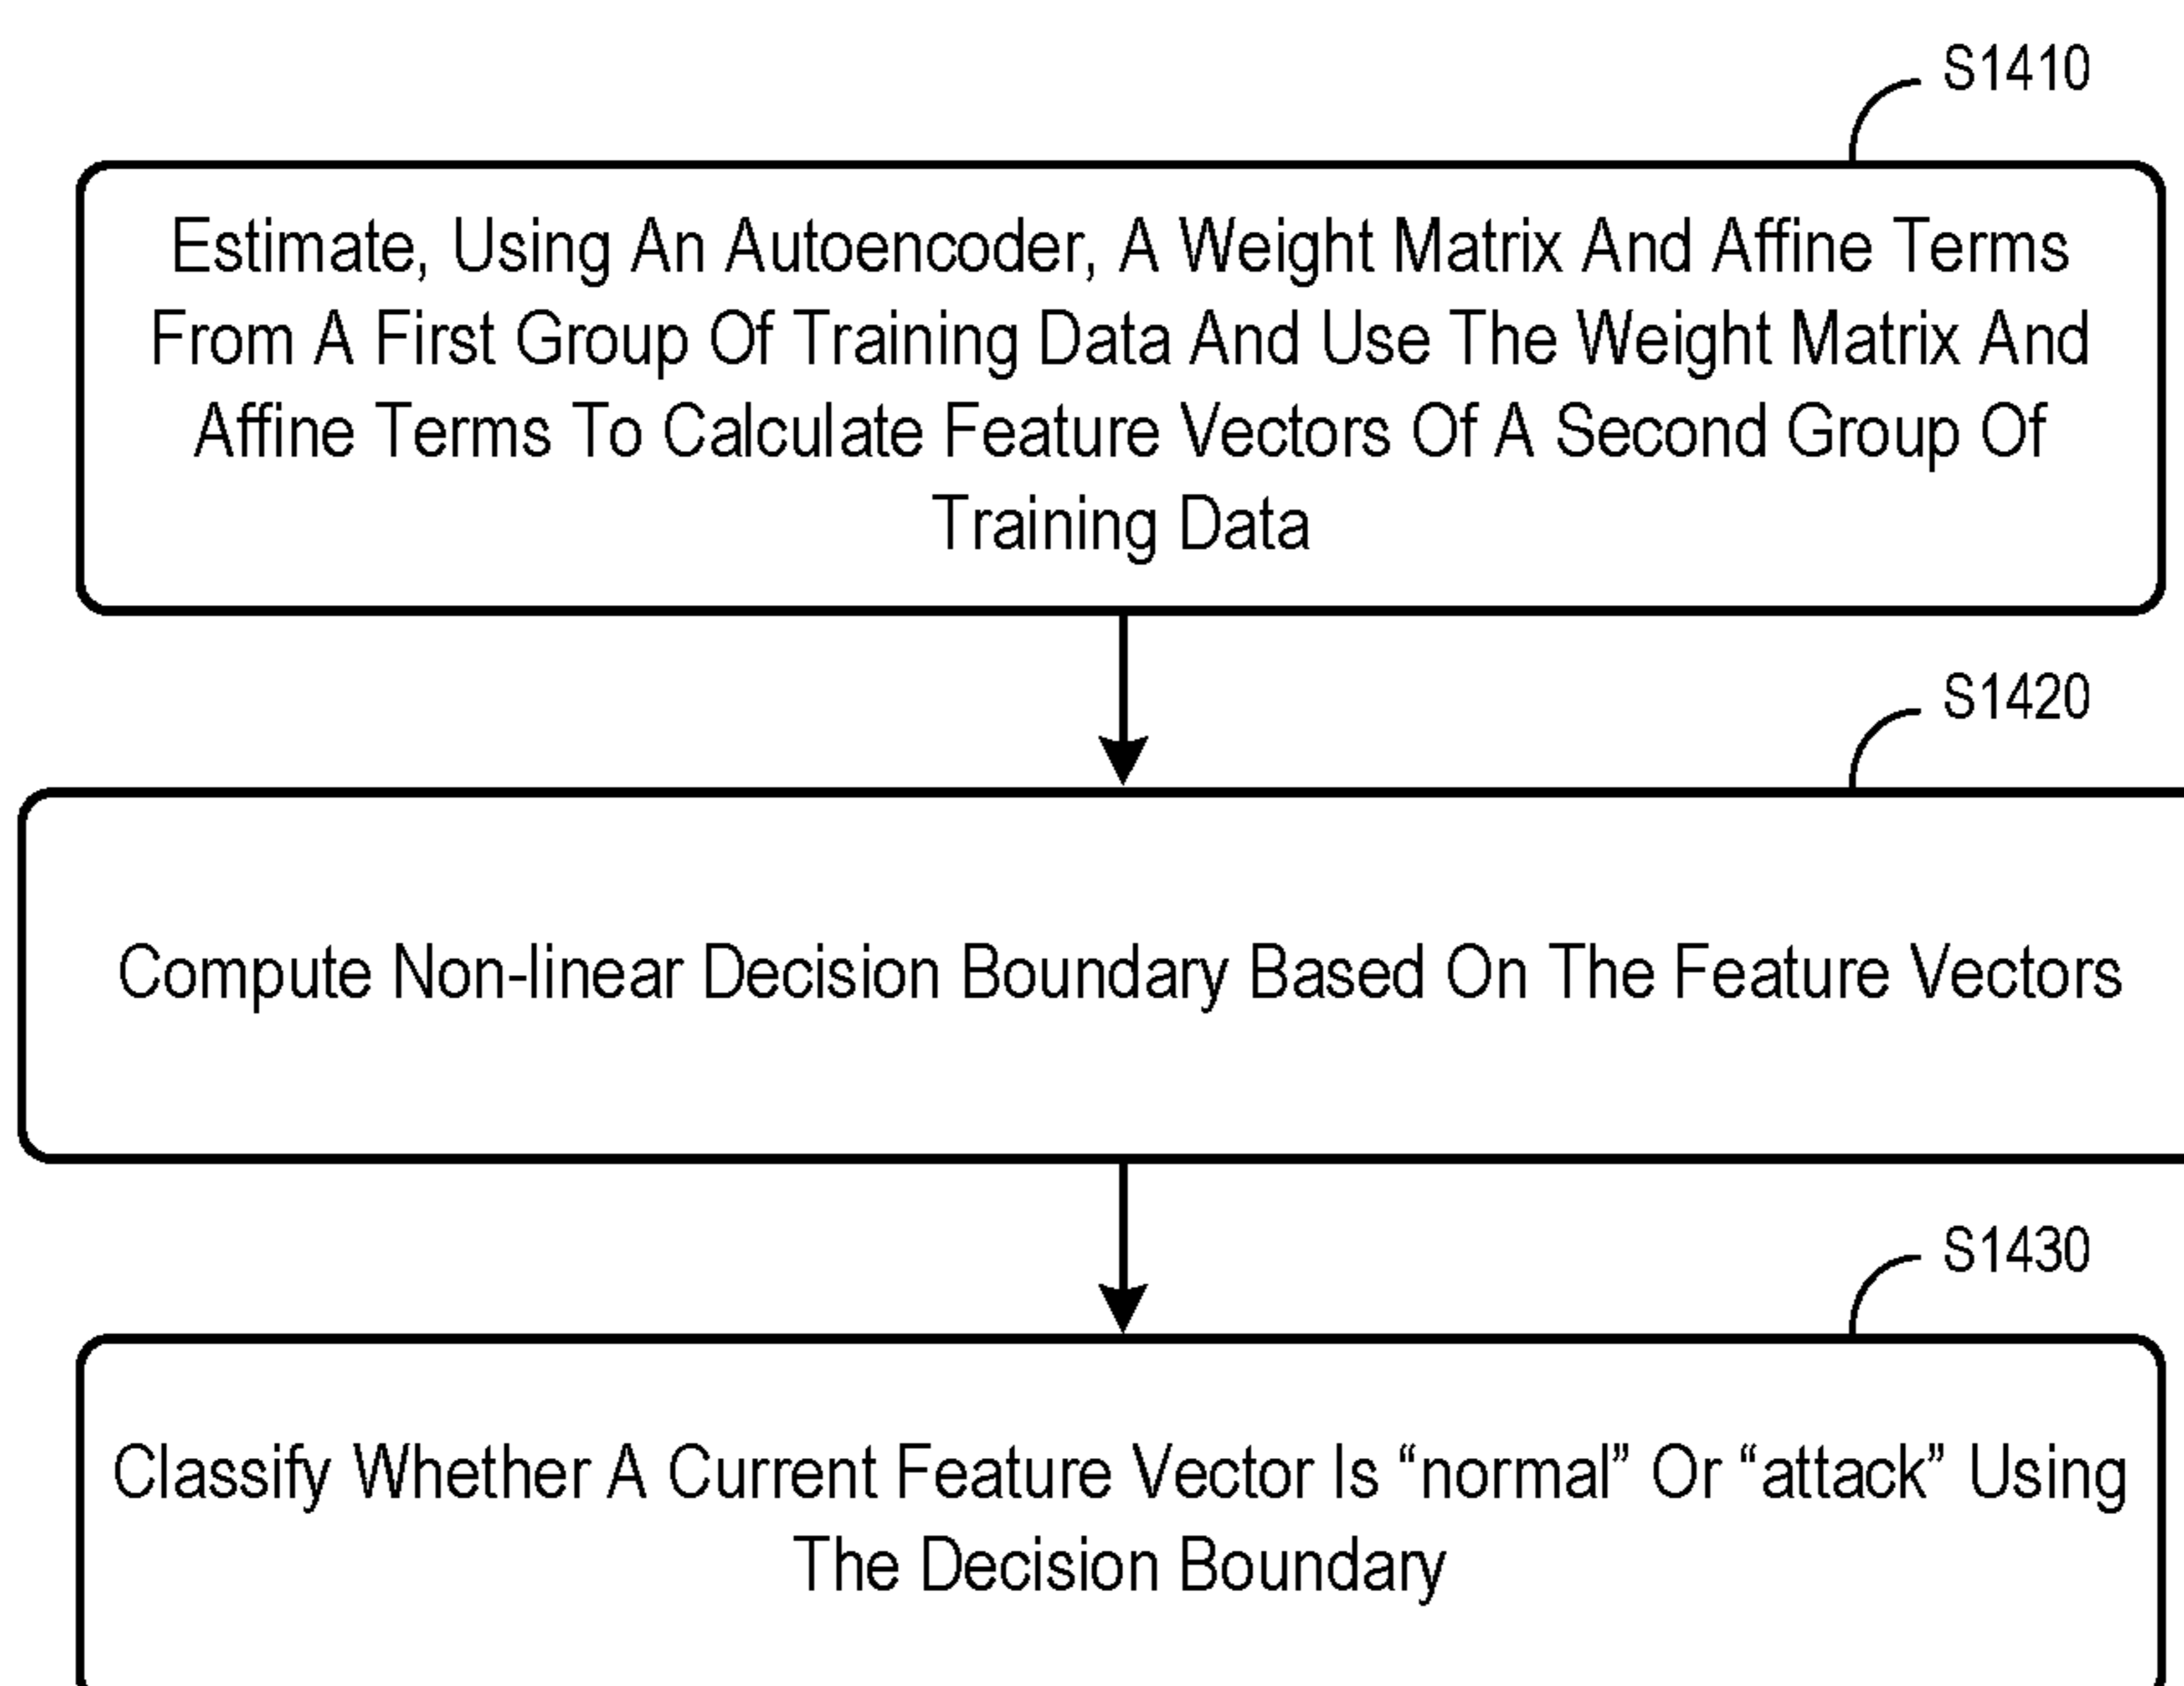 S1410
Estimate, Using An Autoencoder, A Weight Matrix And Affine Terms
From A First Group Of Training Data And Use The Weight Matrix And
Affine Terms To Calculate Feature Vectors Of A Second Group Of
Training Data
S1420
Compute Non-linear Decision Boundary Based On The Feature Vectors
S1430
Classify Whether A Current Feature Vector Is “normal” Or “attack” Using
The Decision Boundary